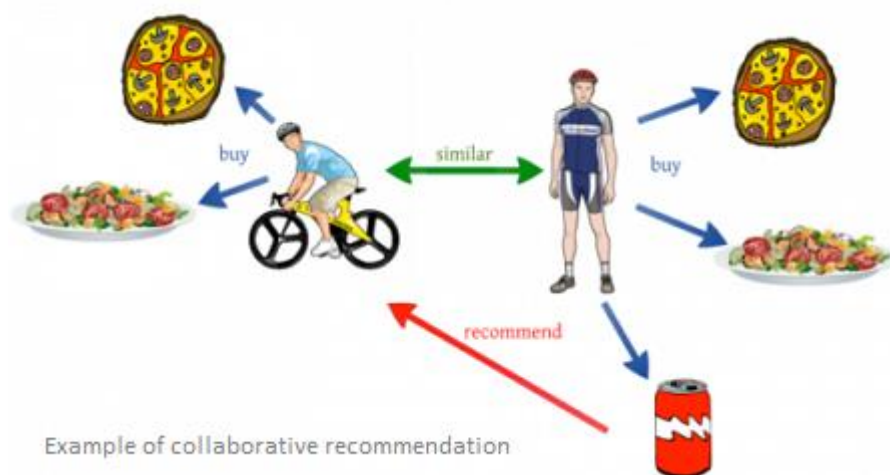 buy
similar
buy
recommend
Example of collaborative recommendation